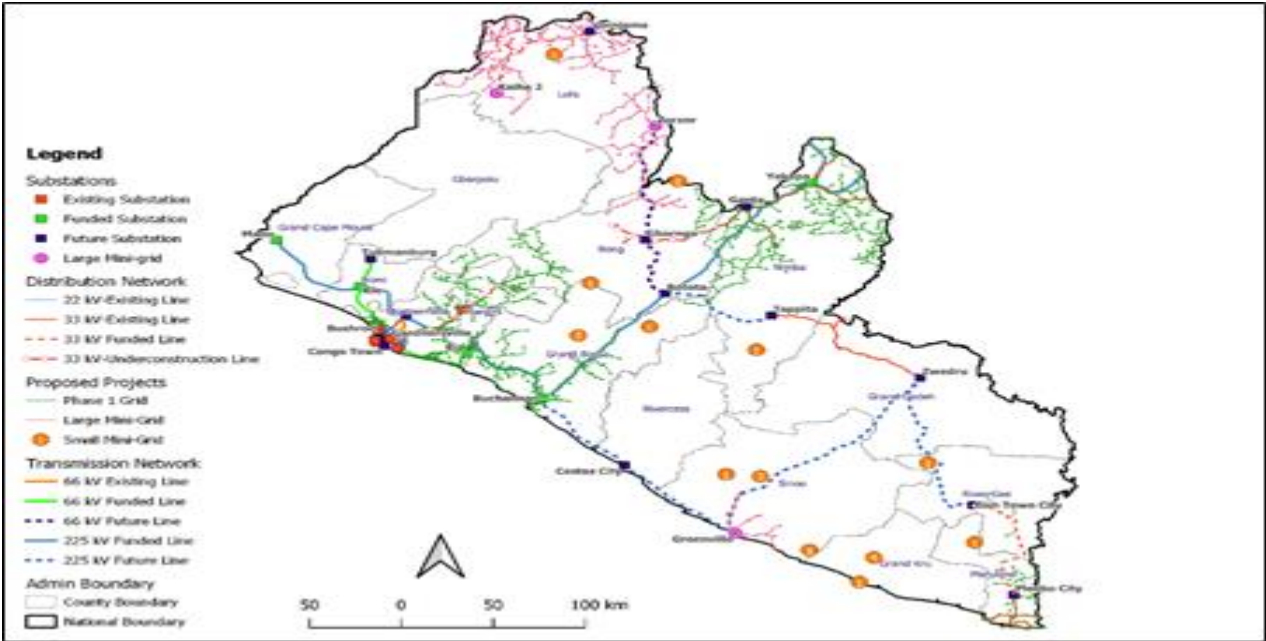 Legend
Substations
Existing Substation
Funded Substation
Future Substation
Large Mini-grid
Distribution Network
22 kV-Existing Line
33 kV-Existing Line
33 kV Funded Line
33 kV-Underconstruction Line
Proposed Projects
Phase 1 Grid
Large Mini-Grid
Small Mini-Grid
Transmission Network
66 kV Existing Line
66 kV Funded Line
66 kV Future Line
225 kV Funded Line
225 kV Future Line
Admin Boundary
County Boundary
National Boundary
50 0 50 100 km
Kaiha 2
Lofa
Gbarpolu
Yekepa
Ganta
Grand Cape Mount
Bong
Nimba
Tappita
Congo Town
Grand Bassa
Zwedru
Buchanan
Rivercess
Grand Gedeh
Cestos City
Sinoe
Greenville
Grand Kru